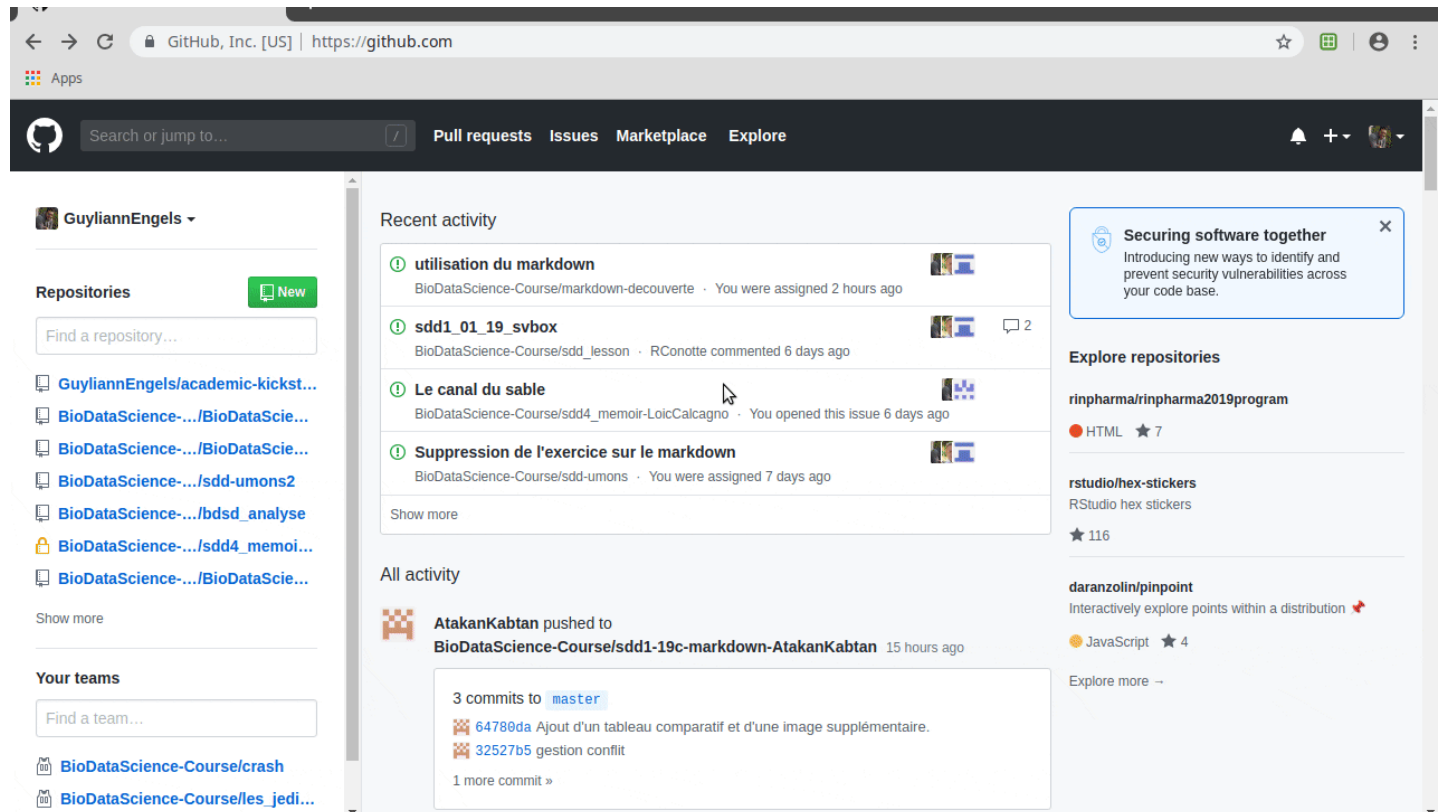 GitHub, Inc. [US] | https://github.com
Apps
Search or jump to… /
Pull requests Issues Marketplace Explore
GuyliannEngels
Repositories
New
Find a repository…
GuyliannEngels/academic-kickst…
BioDataScience-…/BioDataScie…
BioDataScience-…/BioDataScie…
BioDataScience-…/sdd-umons2
BioDataScience-…/bdsd_analyse
BioDataScience-…/sdd4_memoi…
BioDataScience-…/BioDataScie…
Show more
Your teams
Find a team…
BioDataScience-Course/crash
BioDataScience-Course/les_jedi…
Recent activity
utilisation du markdown
BioDataScience-Course/markdown-decouverte · You were assigned 2 hours ago
sdd1_01_19_svbox
2
BioDataScience-Course/sdd_lesson · RConotte commented 6 days ago
Le canal du sable
BioDataScience-Course/sdd4_memoir-LoicCalcagno · You opened this issue 6 days ago
Suppression de l'exercice sur le markdown
BioDataScience-Course/sdd-umons · You were assigned 7 days ago
Show more
All activity
AtakanKabtan pushed to
BioDataScience-Course/sdd1-19c-markdown-AtakanKabtan 15 hours ago
3 commits to master
64780da Ajout d'un tableau comparatif et d'une image supplémentaire.
32527b5 gestion conflit
1 more commit »
Securing software together
Introducing new ways to identify and
prevent security vulnerabilities across
your code base.
Explore repositories
rinpharma/rinpharma2019program
HTML 7
rstudio/hex-stickers
RStudio hex stickers
116
daranzolin/pinpoint
Interactively explore points within a distribution 📌
JavaScript 4
Explore more →